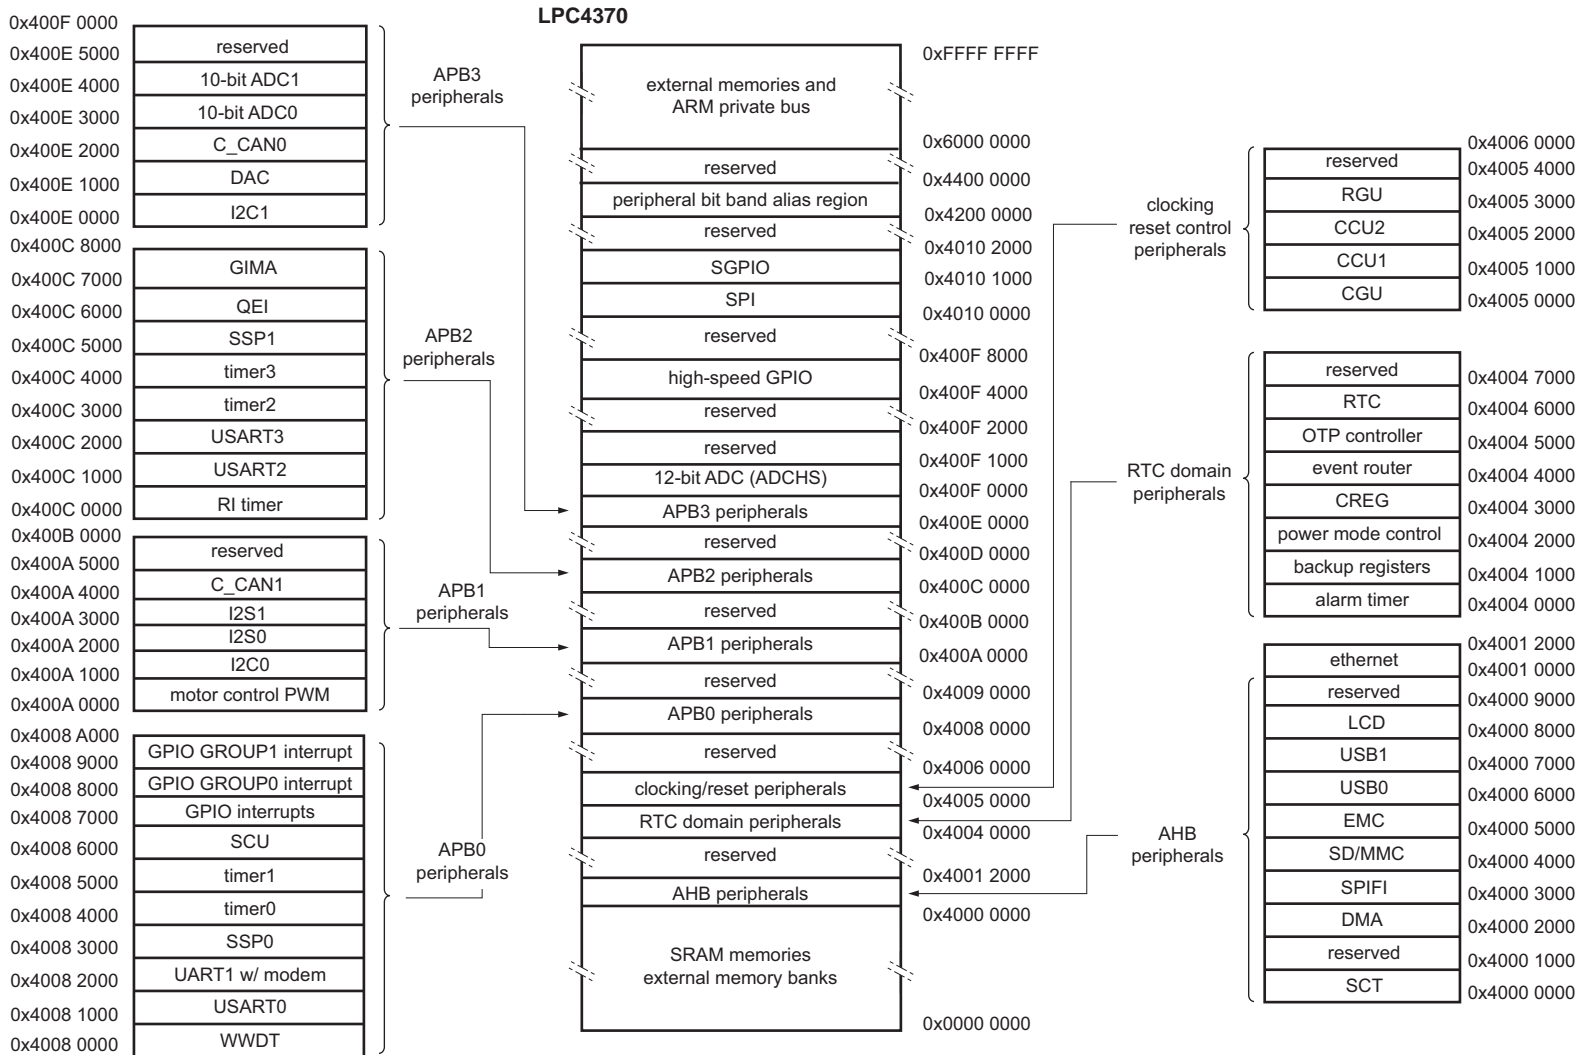 LPC4370
0x400F 0000
reserved
0x400E 5000
10-bit ADC1
0x400E 4000
10-bit ADC0
0x400E 3000
C_CAN0
0x400E 2000
DAC
0x400E 1000
I2C1
0x400E 0000
APB3
peripherals
0x400C 8000
GIMA
0x400C 7000
QEI
0x400C 6000
SSP1
0x400C 5000
timer3
0x400C 4000
timer2
0x400C 3000
USART3
0x400C 2000
USART2
0x400C 1000
RI timer
0x400C 0000
APB2
peripherals
0x400B 0000
reserved
0x400A 5000
C_CAN1
0x400A 4000
I2S1
0x400A 3000
I2S0
0x400A 2000
I2C0
0x400A 1000
motor control PWM
0x400A 0000
APB1
peripherals
0x4008 A000
GPIO GROUP1 interrupt
0x4008 9000
GPIO GROUP0 interrupt
0x4008 8000
GPIO interrupts
0x4008 7000
SCU
0x4008 6000
timer1
0x4008 5000
timer0
0x4008 4000
SSP0
0x4008 3000
UART1 w/ modem
0x4008 2000
USART0
0x4008 1000
WWDT
0x4008 0000
APB0
peripherals
0xFFFF FFFF
external memories and
ARM private bus
0x6000 0000
reserved
0x4400 0000
peripheral bit band alias region
0x4200 0000
reserved
0x4010 2000
SGPIO
0x4010 1000
SPI
0x4010 0000
reserved
0x400F 8000
high-speed GPIO
0x400F 4000
reserved
0x400F 2000
reserved
0x400F 1000
12-bit ADC (ADCHS)
0x400F 0000
APB3 peripherals
0x400E 0000
reserved
0x400D 0000
APB2 peripherals
0x400C 0000
reserved
0x400B 0000
APB1 peripherals
0x400A 0000
reserved
0x4009 0000
APB0 peripherals
0x4008 0000
reserved
0x4006 0000
clocking/reset peripherals
0x4005 0000
RTC domain peripherals
0x4004 0000
reserved
0x4001 2000
AHB peripherals
0x4000 0000
SRAM memories
external memory banks
0x0000 0000
clocking
reset control
peripherals
0x4006 0000
reserved
0x4005 4000
RGU
0x4005 3000
CCU2
0x4005 2000
CCU1
0x4005 1000
CGU
0x4005 0000
RTC domain
peripherals
reserved
0x4004 7000
RTC
0x4004 6000
OTP controller
0x4004 5000
event router
0x4004 4000
CREG
0x4004 3000
power mode control
0x4004 2000
backup registers
0x4004 1000
alarm timer
0x4004 0000
AHB
peripherals
0x4001 2000
ethernet
0x4001 0000
reserved
0x4000 9000
LCD
0x4000 8000
USB1
0x4000 7000
USB0
0x4000 6000
EMC
0x4000 5000
SD/MMC
0x4000 4000
SPIFI
0x4000 3000
DMA
0x4000 2000
reserved
0x4000 1000
SCT
0x4000 0000